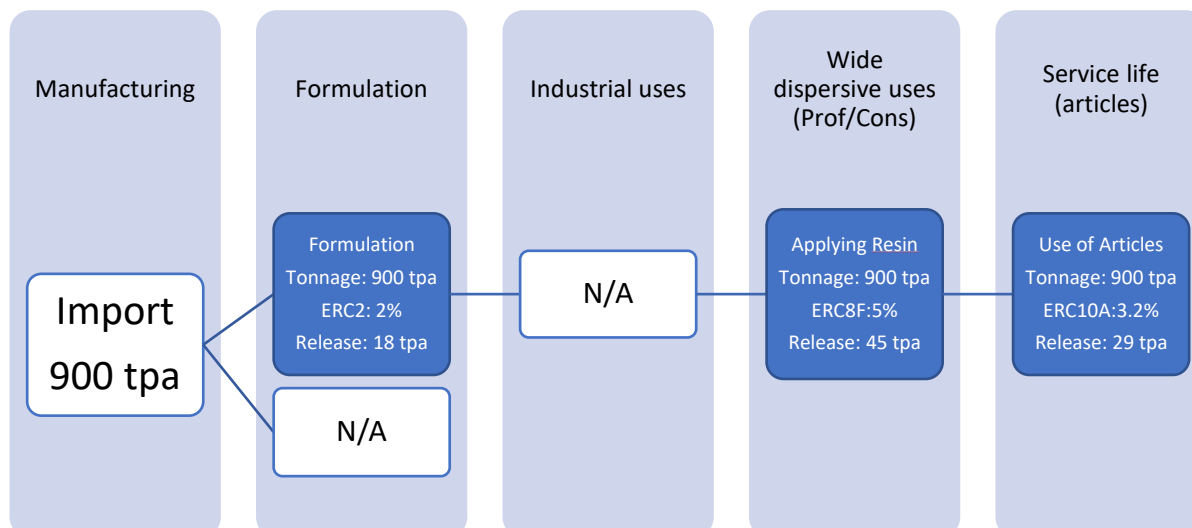 Manufacturing
Formulation
Industrial uses
Wide
dispersive uses
(Prof/Cons)
Service life
(articles)
Import
900 tpa
Formulation
Tonnage: 900 tpa
ERC2: 2%
Release: 18 tpa
N/A
N/A
Applying Resin
Tonnage: 900 tpa
ERC8F:5%
Release: 45 tpa
Use of Articles
Tonnage: 900 tpa
ERC10A:3.2%
Release: 29 tpa